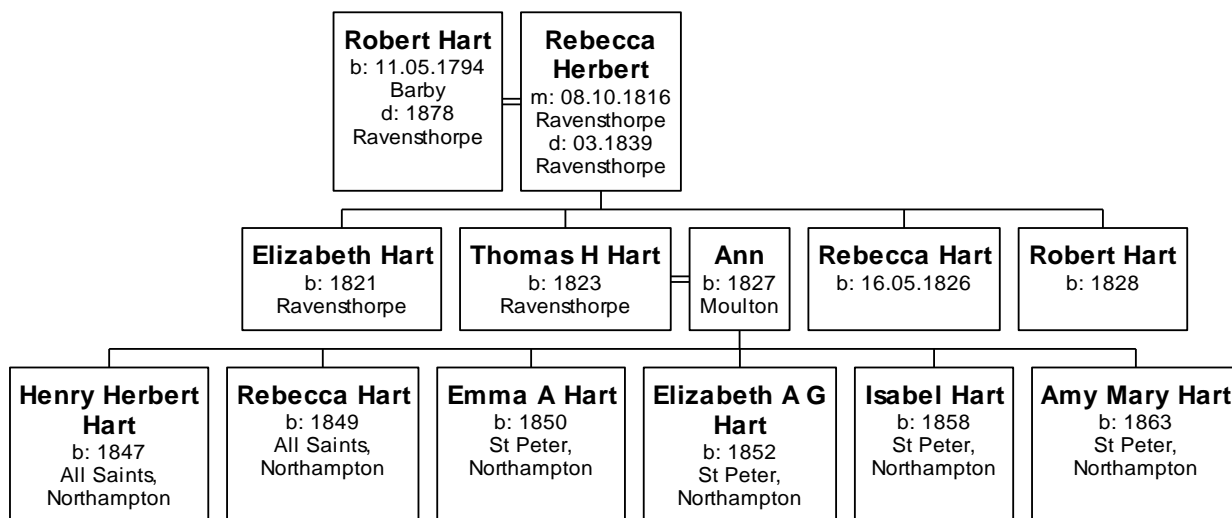 Robert Hart
b: 11.05.1794
Barby
d: 1878
Ravensthorpe
Rebecca
Herbert
m: 08.10.1816
Ravensthorpe
d: 03.1839
Ravensthorpe
Elizabeth Hart
b: 1821
Ravensthorpe
Thomas H Hart
b: 1823
Ravensthorpe
Ann
b: 1827
Moulton
Rebecca Hart
b: 16.05.1826
Robert Hart
b: 1828
Henry Herbert
Hart
b: 1847
All Saints,
Northampton
Rebecca Hart
b: 1849
All Saints,
Northampton
Emma A Hart
b: 1850
St Peter,
Northampton
Elizabeth A G
Hart
b: 1852
St Peter,
Northampton
Isabel Hart
b: 1858
St Peter,
Northampton
Amy Mary Hart
b: 1863
St Peter,
Northampton